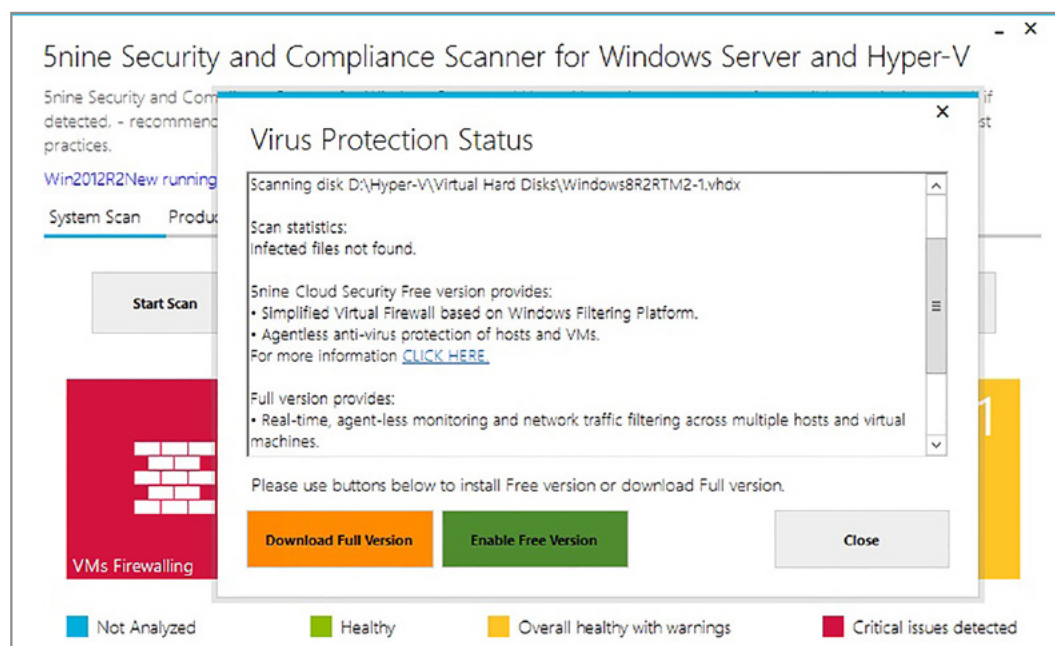 5nine Security and Compliance Scanner for Windows Server and Hyper-V
5nine Security and Com
if
detected, - recommend
practices.
Win2012R2New running
System Scan Produc
Start Scan
Virus Protection Status
Scanning disk D:\Hyper-V\Virtual Hard Disks\Windows8R2RTM2-1.vhdx
Scan statistics:
Infected files not found.
5nine Cloud Security Free version provides:
• Simplified Virtual Firewall based on Windows Filtering Platform.
• Agentless anti-virus protection of hosts and VMs.
For more information CLICK HERE.
Full version provides:
• Real-time, agent-less monitoring and network traffic filtering across multiple hosts and virtual
machines.
Please use buttons below to install Free version or download Full version.
Download Full Version Enable Free Version Close
1
VMs Firewalling
Not Analyzed Healthy Overall healthy with warnings Critical issues detected